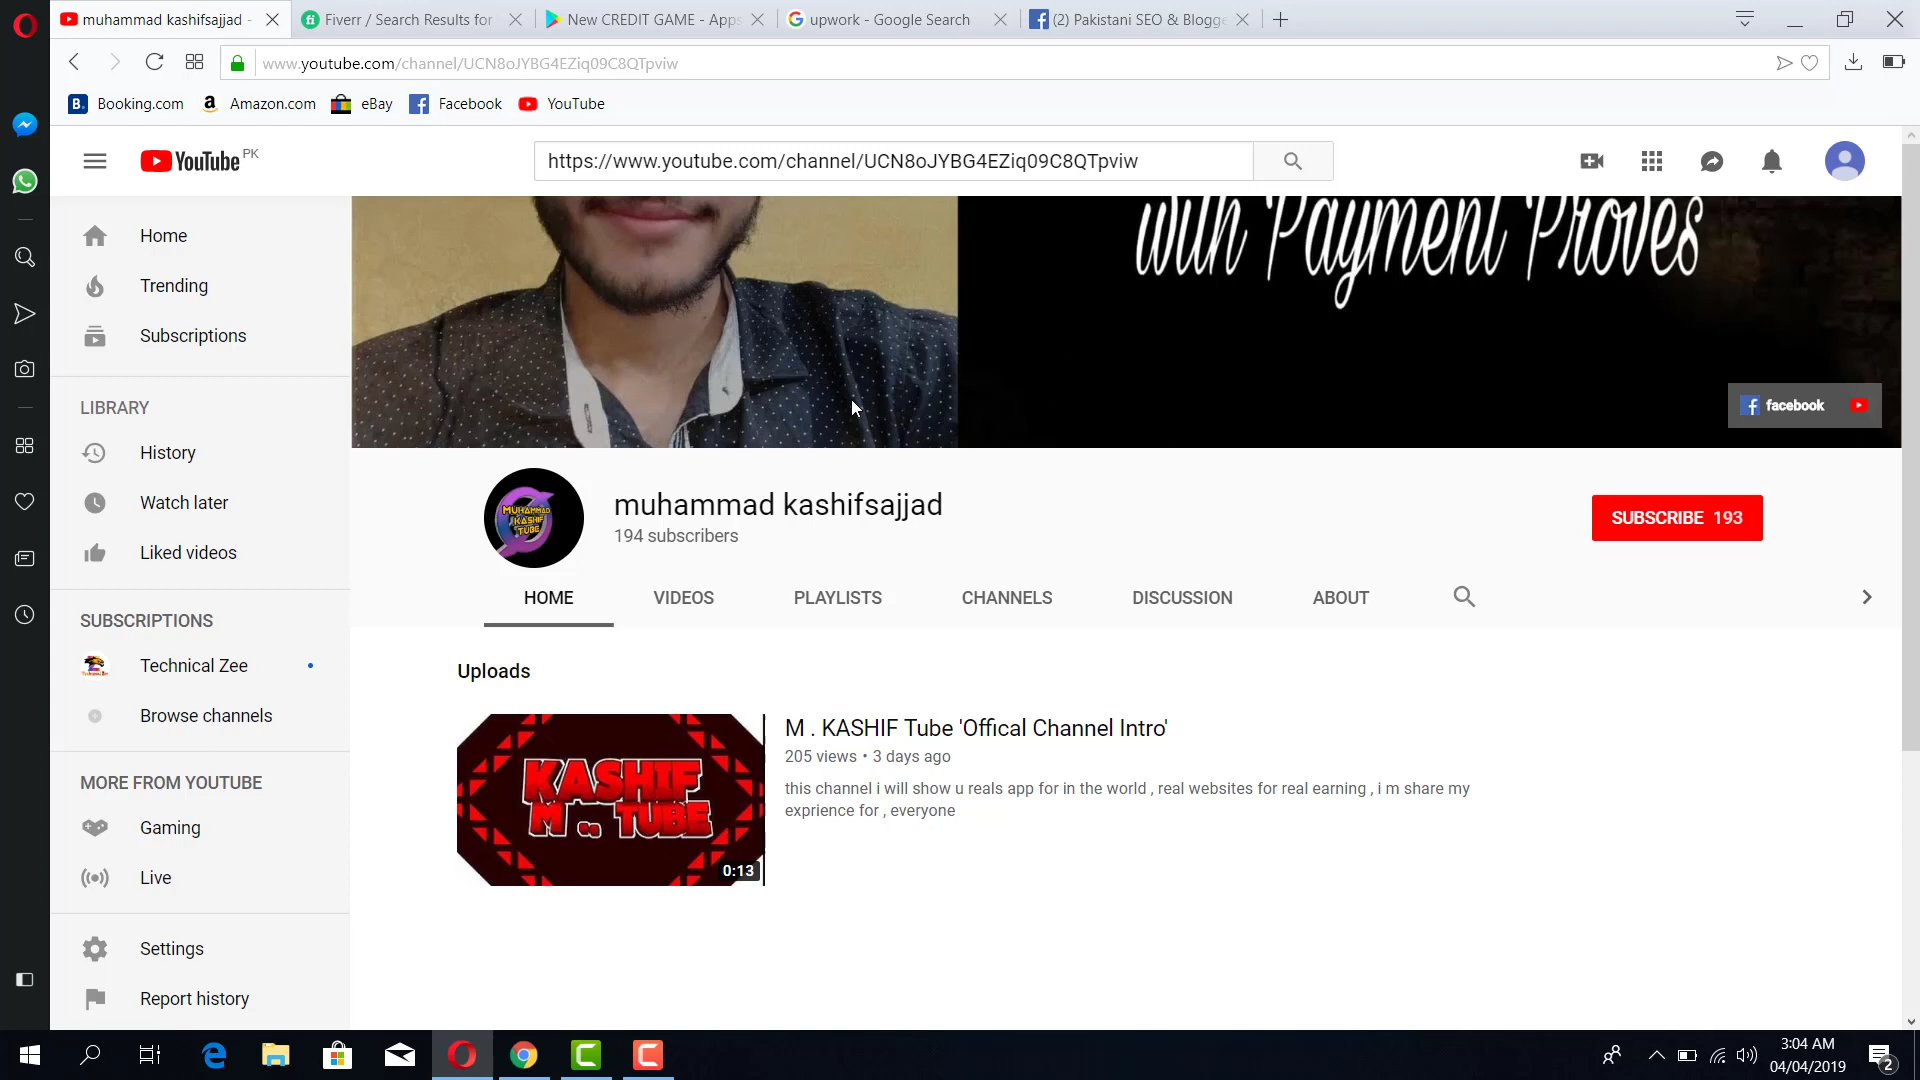 muhammad kashifsajjad -
Fiverr / Search Results for
New CREDIT GAME - Apps
upwork - Google Search
(2) Pakistani SEO & Blogge
www.youtube.com/channel/UCN8oJYBG4EZiq09C8QTpviw
Booking.com
Amazon.com
eBay
Facebook
YouTube
YouTube PK
https://www.youtube.com/channel/UCN8oJYBG4EZiq09C8QTpviw
Home
Trending
Subscriptions
LIBRARY
History
Watch later
Liked videos
SUBSCRIPTIONS
Technical Zee
Browse channels
MORE FROM YOUTUBE
Gaming
Live
Settings
Report history
with Payment Proves
facebook
MUHAMMAD
KASHIF
TUBE
muhammad kashifsajjad
194 subscribers
SUBSCRIBE 193
HOME
VIDEOS
PLAYLISTS
CHANNELS
DISCUSSION
ABOUT
Uploads
KASHIF
M .. TUBE
0:13
M . KASHIF Tube 'Offical Channel Intro'
205 views • 3 days ago
this channel i will show u reals app for in the world , real websites for real earning , i m share my
exprience for , everyone
3:04 AM
04/04/2019
2